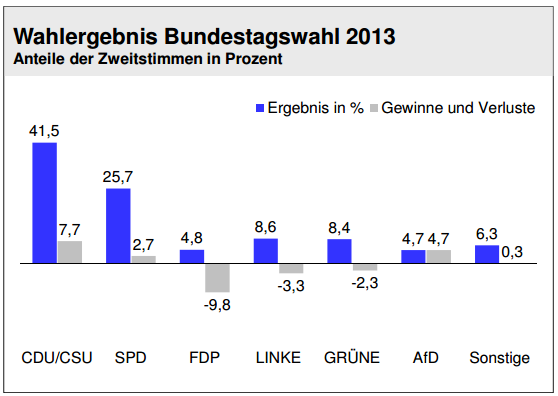 Wahlergebnis Bundestagswahl 2013
Anteile der Zweitstimmen in Prozent
Ergebnis in % Gewinne und Verluste
41,5 7,7 25,7 2,7 4,8 -9,8 8,6 -3,3 8,4 -2,3 4,7 4,7 6,3 0,3
CDU/CSU SPD FDP LINKE GRÜNE AfD Sonstige